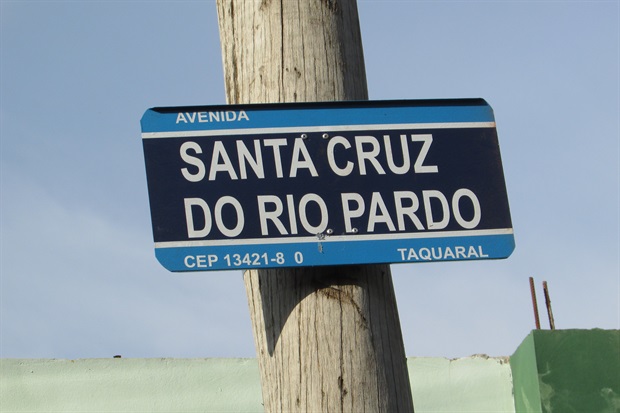 AVENIDA
SANTA CRUZ
DO RIO PARDO
CEP 13421-8 0 TAQUARAL